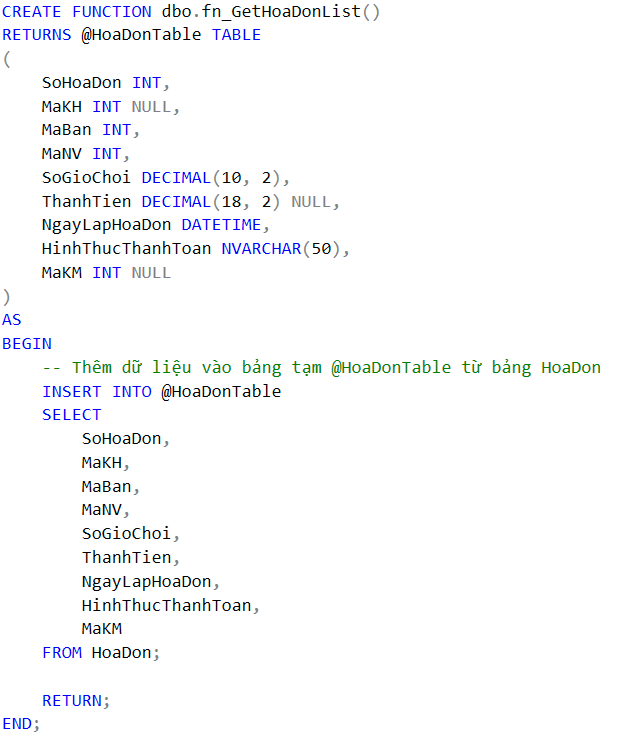 CREATE FUNCTION dbo.fn_GetHoaDonList()
RETURNS @HoaDonTable TABLE
(
    SoHoaDon INT,
    MaKH INT NULL,
    MaBan INT,
    MaNV INT,
    SoGioChoi DECIMAL(10, 2),
    ThanhTien DECIMAL(18, 2) NULL,
    NgayLapHoaDon DATETIME,
    HinhThucThanhToan NVARCHAR(50),
    MaKM INT NULL
)
AS
BEGIN
    -- Thêm dữ liệu vào bảng tạm @HoaDonTable từ bảng HoaDon
    INSERT INTO @HoaDonTable
    SELECT
        SoHoaDon,
        MaKH,
        MaBan,
        MaNV,
        SoGioChoi,
        ThanhTien,
        NgayLapHoaDon,
        HinhThucThanhToan,
        MaKM
    FROM HoaDon;

    RETURN;
END;